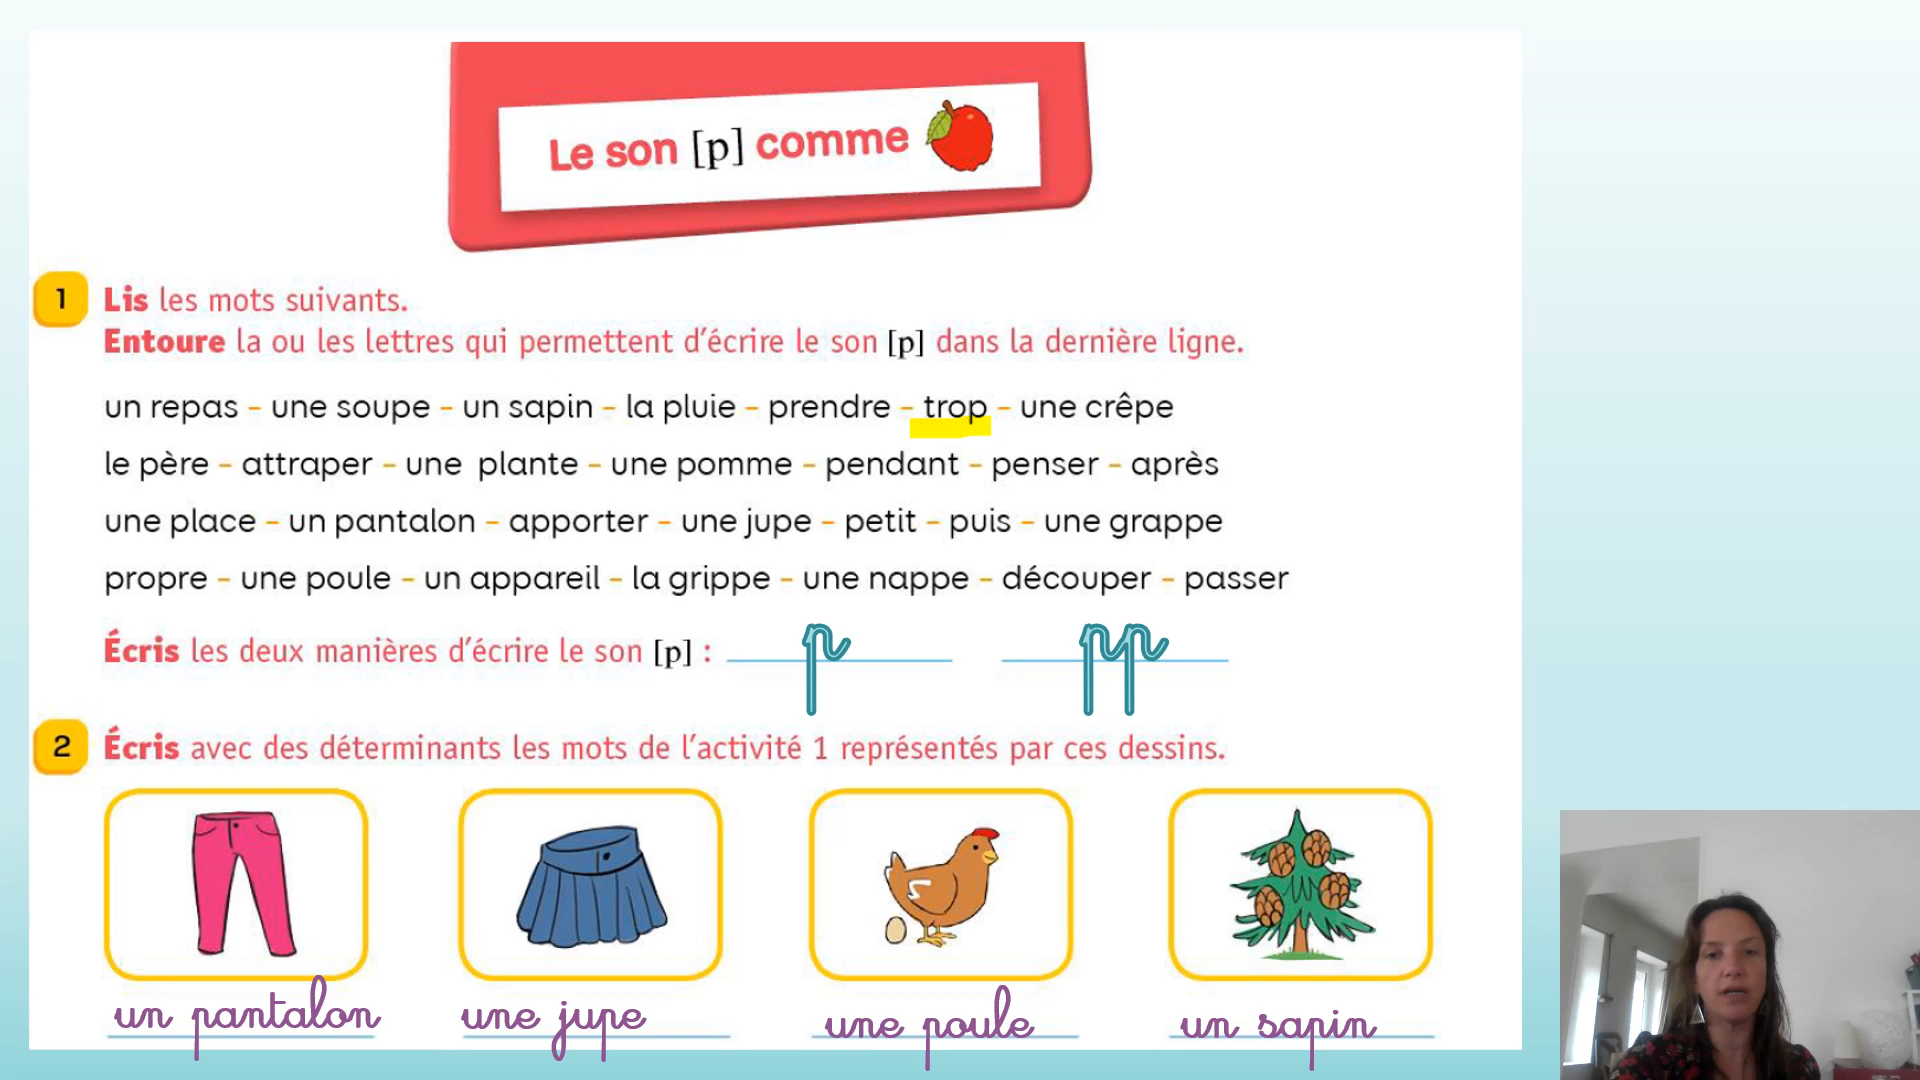 Le son [p] comme
1 Lis les mots suivants.
Entoure la ou les lettres qui permettent d'écrire le son [p] dans la dernière ligne.
un repas - une soupe - un sapin - la pluie - prendre - trop - une crêpe
le père - attraper - une plante - une pomme - pendant - penser - après
une place - un pantalon - apporter - une jupe - petit - puis - une grappe
propre - une poule - un appareil - la grippe - une nappe - découper - passer
Écris les deux manières d'écrire le son [p] : p pp
2 Écris avec des déterminants les mots de l'activité 1 représentés par ces dessins.
un pantalon une jupe une poule un sapin